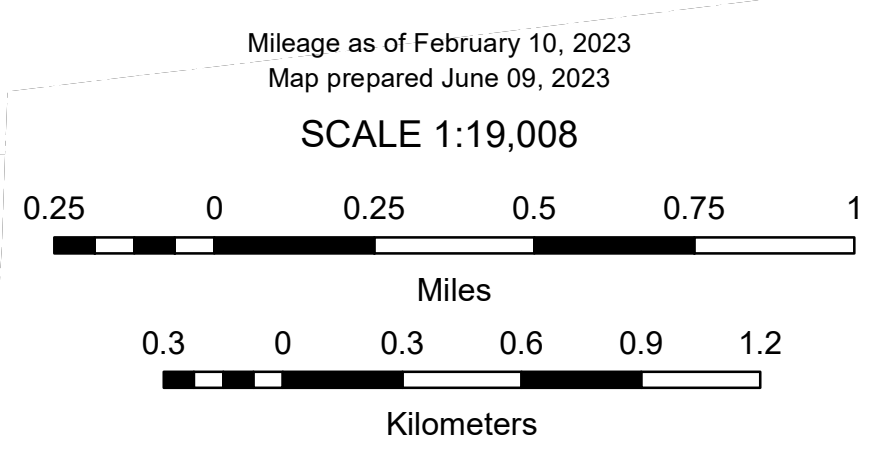 Mileage as of February 10, 2023
Map prepared June 09, 2023
SCALE 1:19,008
0.25 0 0.25 0.5 0.75 1
Miles
0.3 0 0.3 0.6 0.9 1.2
Kilometers